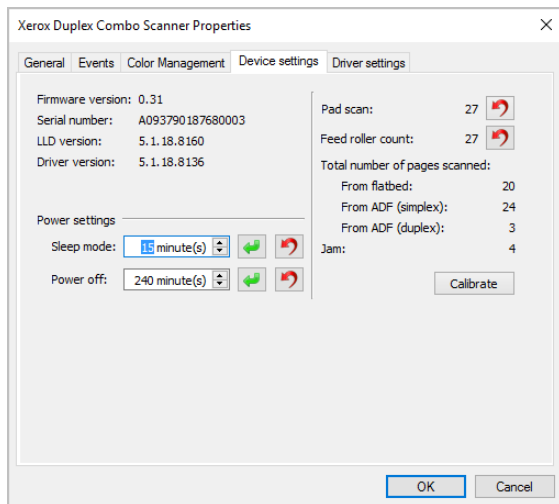 Xerox Duplex Combo Scanner Properties
General Events Color Management Device settings Driver settings
Firmware version: 0.31
Serial number: A093790187680003
LLD version: 5.1.18.8160
Driver version: 5.1.18.8136
Power settings
Sleep mode: 15 minute(s)
Power off: 240 minute(s)
Pad scan: 27
Feed roller count: 27
Total number of pages scanned:
From flatbed: 20
From ADF (simplex): 24
From ADF (duplex): 3
Jam: 4
Calibrate
OK Cancel